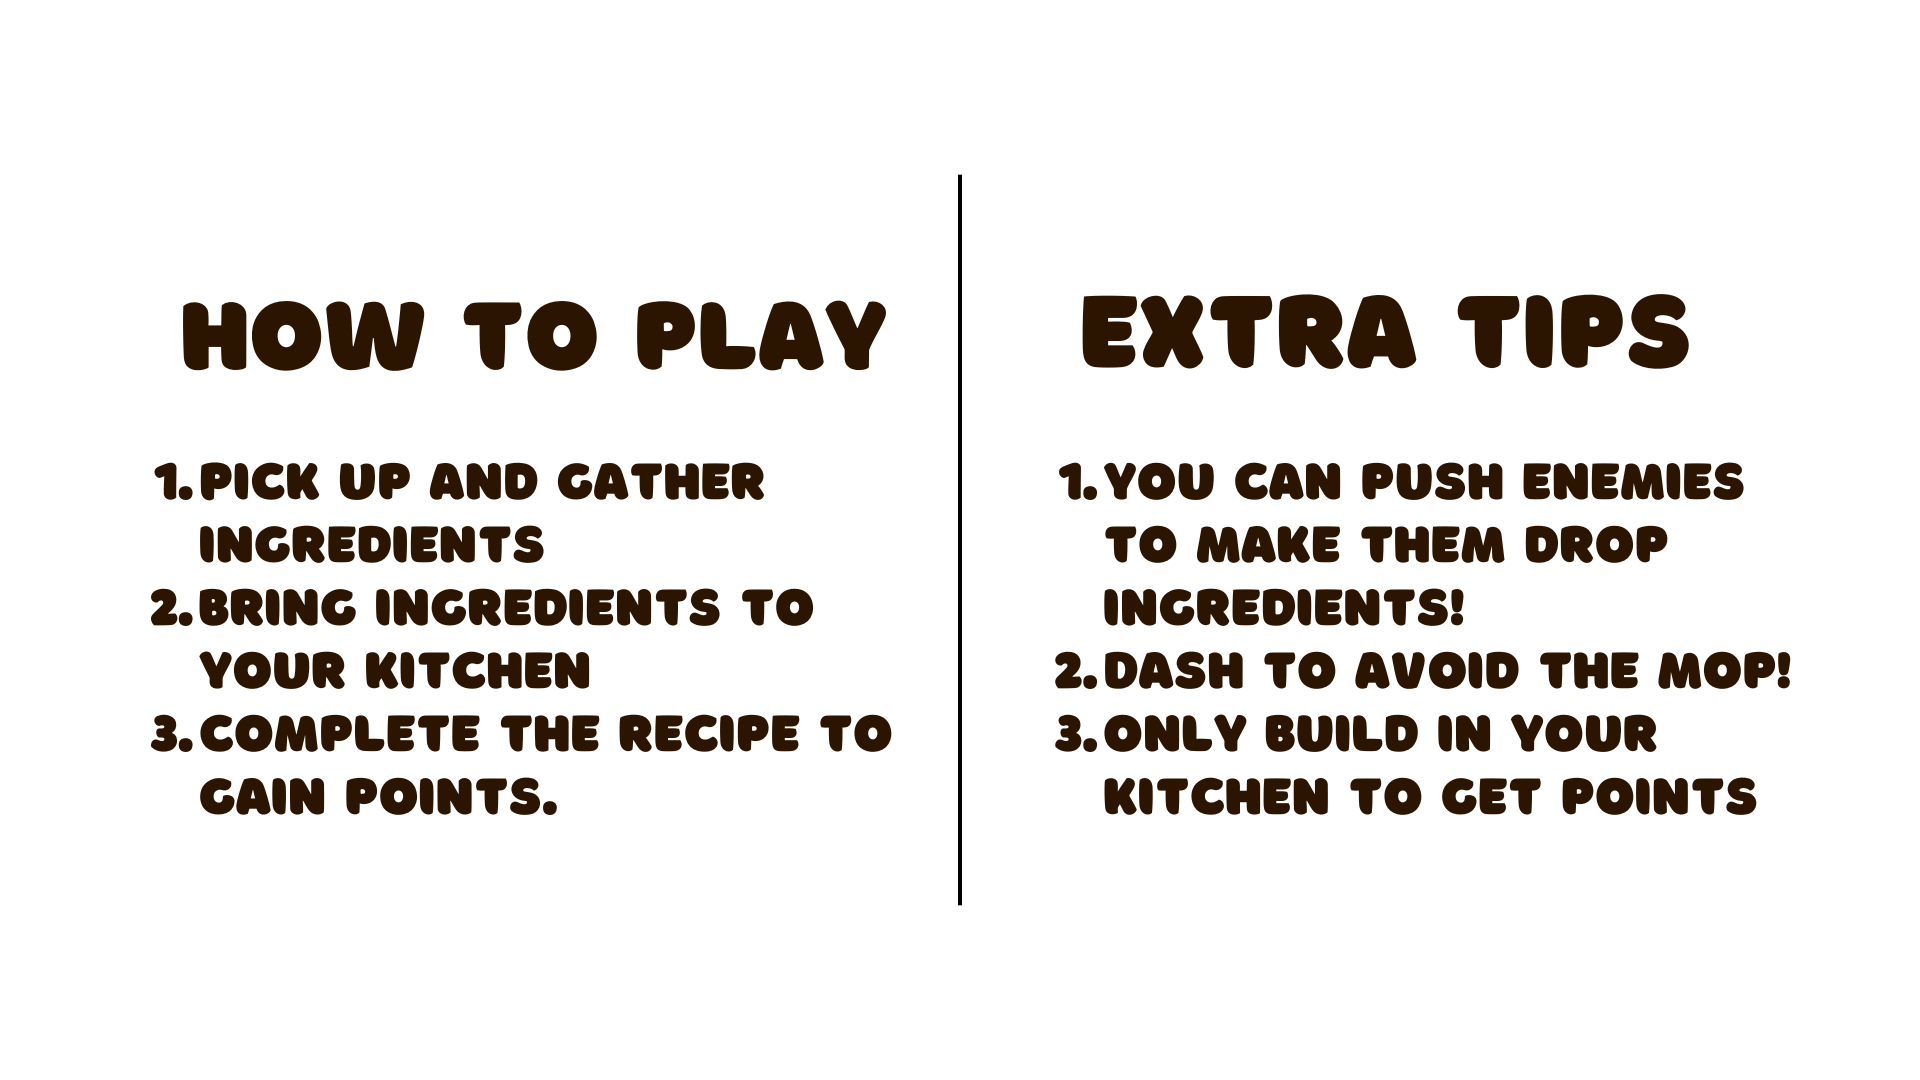 HOW TO PLAY
1. PICK UP AND GATHER
INGREDIENTS
2. BRING INGREDIENTS TO
YOUR KITCHEN
3. COMPLETE THE RECIPE TO
GAIN POINTS.
EXTRA TIPS
1. YOU CAN PUSH ENEMIES
TO MAKE THEM DROP
INGREDIENTS!
2. DASH TO AVOID THE MOP!
3. ONLY BUILD IN YOUR
KITCHEN TO GET POINTS